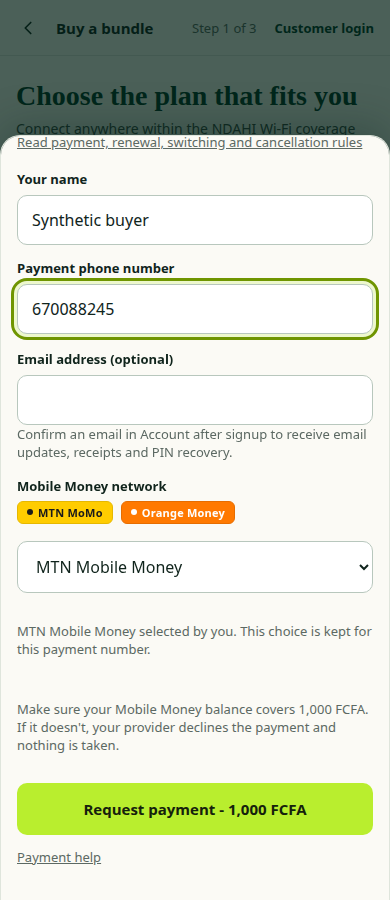 Buy a bundle
Step 1 of 3
Customer login
Choose the plan that fits you
Connect anywhere within the NDAHI Wi-Fi coverage
Read payment, renewal, switching and cancellation rules
Your name
Synthetic buyer
Payment phone number
670088245
Email address (optional)
Confirm an email in Account after signup to receive email
updates, receipts and PIN recovery.
Mobile Money network
MTN MoMo
Orange Money
MTN Mobile Money
MTN Mobile Money selected by you. This choice is kept for
this payment number.
Make sure your Mobile Money balance covers 1,000 FCFA.
If it doesn't, your provider declines the payment and
nothing is taken.
Request payment - 1,000 FCFA
Payment help